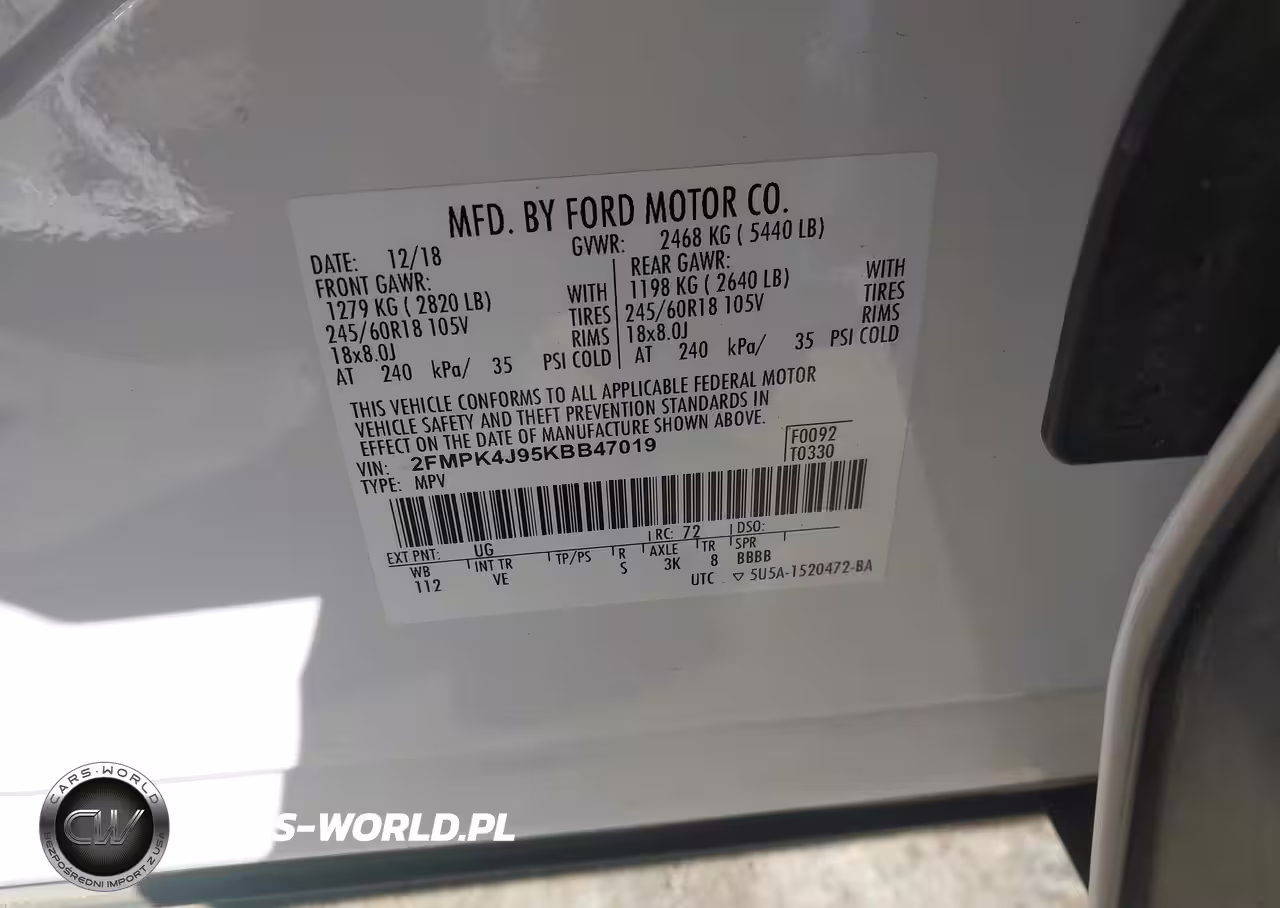 MFD. BY FORD MOTOR CO.
DATE: 12/18 GVWR: 2468 KG ( 5440 LB)
FRONT GAWR: REAR GAWR:
1279 KG ( 2820 LB) WITH 1198 KG ( 2640 LB) WITH
245/60R18 105V TIRES 245/60R18 105V TIRES
18x8.0J RIMS 18x8.0J RIMS
AT 240 kPa/ 35 PSI COLD AT 240 kPa/ 35 PSI COLD
THIS VEHICLE CONFORMS TO ALL APPLICABLE FEDERAL MOTOR
VEHICLE SAFETY AND THEFT PREVENTION STANDARDS IN
EFFECT ON THE DATE OF MANUFACTURE SHOWN ABOVE.
VIN: 2FMPK4J95KBB47019 F0092
TYPE: MPV T0330
EXT PNT: UG RC: 72 DSO:
WB INT TR TP/PS R AXLE TR SPR
112 VE S 3K 8 BBBB
UTC ▽ 5U5A-1520472-BA
CARS-WORLD
CW
BEZPOŚREDNI IMPORT Z USA
S-WORLD.PL